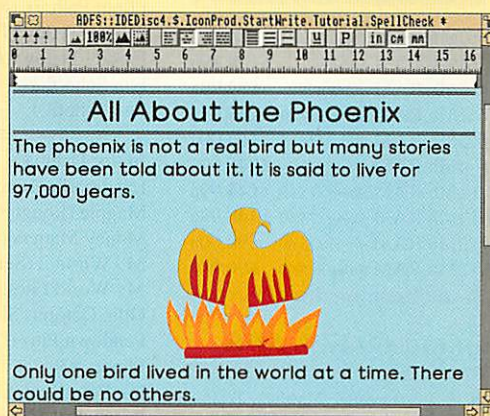 ADFS::IDEDisc4.$.IconProd.StartWrite.Tutorial.SpellCheck *
100% U P in cm mm
0 1 2 3 4 5 6 7 8 9 10 11 12 13 14 15 16
All About the Phoenix
The phoenix is not a real bird but many stories
have been told about it. It is said to live for
97,000 years.
Only one bird lived in the world at a time. There
could be no others.